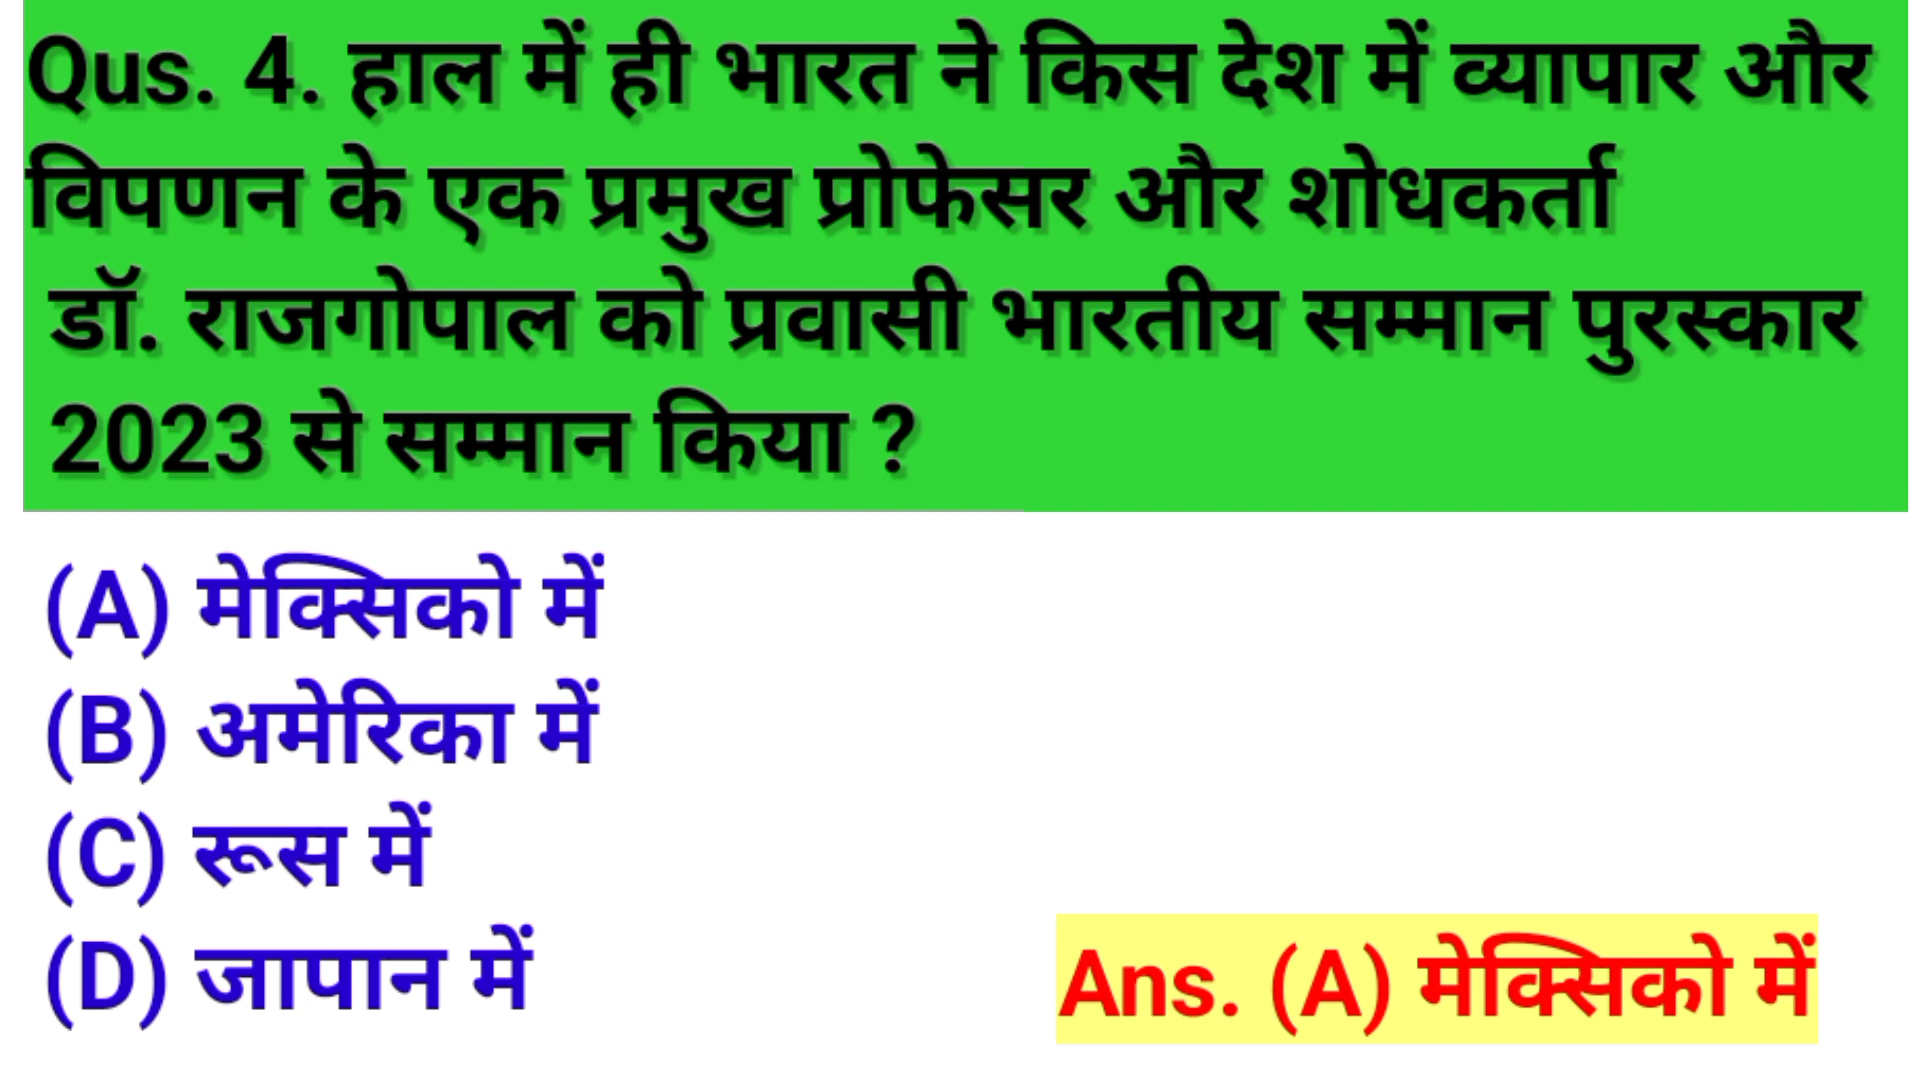 Qus. 4. हाल में ही भारत ने किस देश में व्यापार और
विपणन के एक प्रमुख प्रोफेसर और शोधकर्ता
डॉ. राजगोपाल को प्रवासी भारतीय सम्मान पुरस्कार
2023 से सम्मान किया ?
(A) मेक्सिको में
(B) अमेरिका में
(C) रूस में
(D) जापान में
Ans. (A) मेक्सिको में